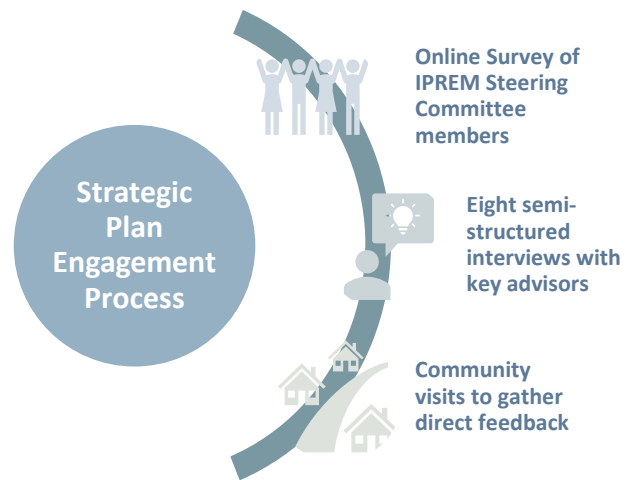 Strategic
Plan
Engagement
Process
Online Survey of
IPREM Steering
Committee
members
Eight semi-
structured
interviews with
key advisors
Community
visits to gather
direct feedback